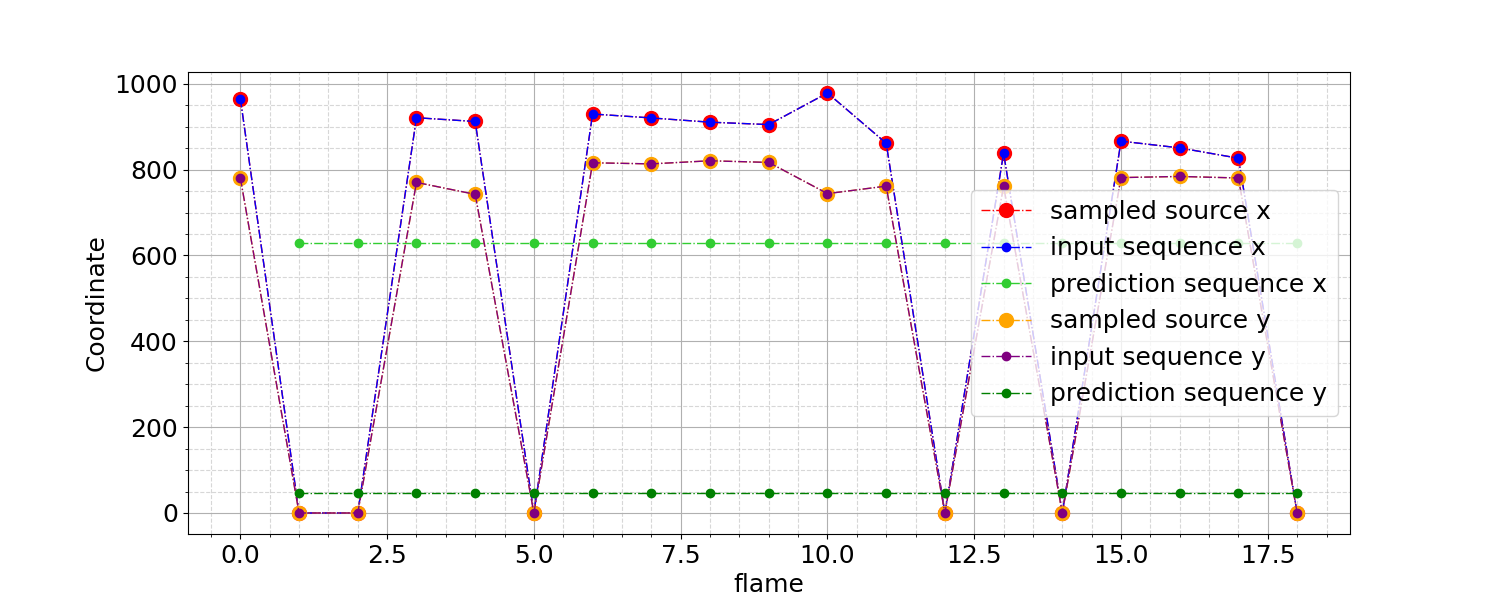 1000
800
600
400
200
0
Coordinate
0.0 2.5 5.0 7.5 10.0 12.5 15.0 17.5
flame
sampled source x
input sequence x
prediction sequence x
sampled source y
input sequence y
prediction sequence y